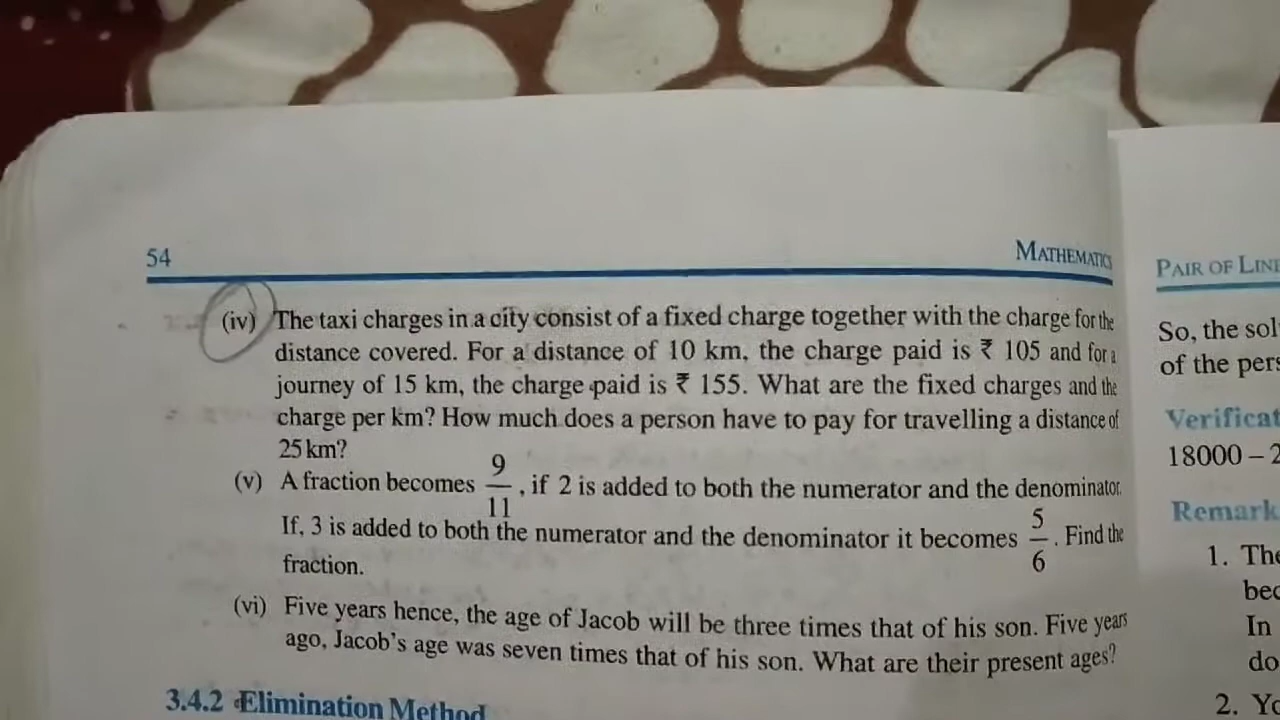 54
MATHEMATICS
(iv) The taxi charges in a city consist of a fixed charge together with the charge for the
distance covered. For a distance of 10 km, the charge paid is ₹ 105 and for a
journey of 15 km, the charge paid is ₹ 155. What are the fixed charges and the
charge per km? How much does a person have to pay for travelling a distance of
25 km?
(v) A fraction becomes 9/11, if 2 is added to both the numerator and the denominator.
If, 3 is added to both the numerator and the denominator it becomes 5/6. Find the
fraction.
(vi) Five years hence, the age of Jacob will be three times that of his son. Five years
ago, Jacob's age was seven times that of his son. What are their present ages?
3.4.2 Elimination Method
PAIR OF LINE
So, the sol
of the pers
Verificat
18000 – 2
Remark
1. The
bec
In
do
2. Yo